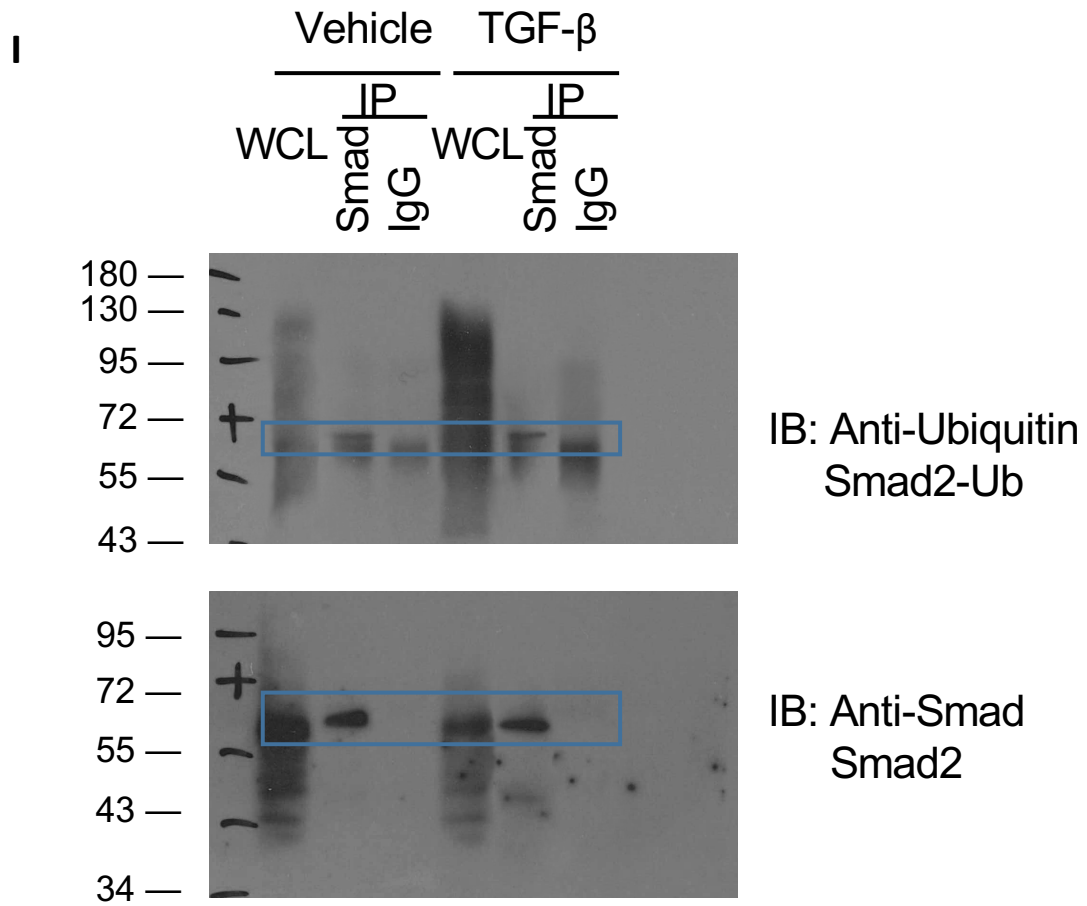 I
Vehicle TGF-β
IP IP
WCL Smad IgG WCL Smad IgG
180 —
130 —
95 —
72 —
55 —
43 —
IB: Anti-Ubiquitin
Smad2-Ub
95 —
72 —
55 —
43 —
34 —
IB: Anti-Smad
Smad2